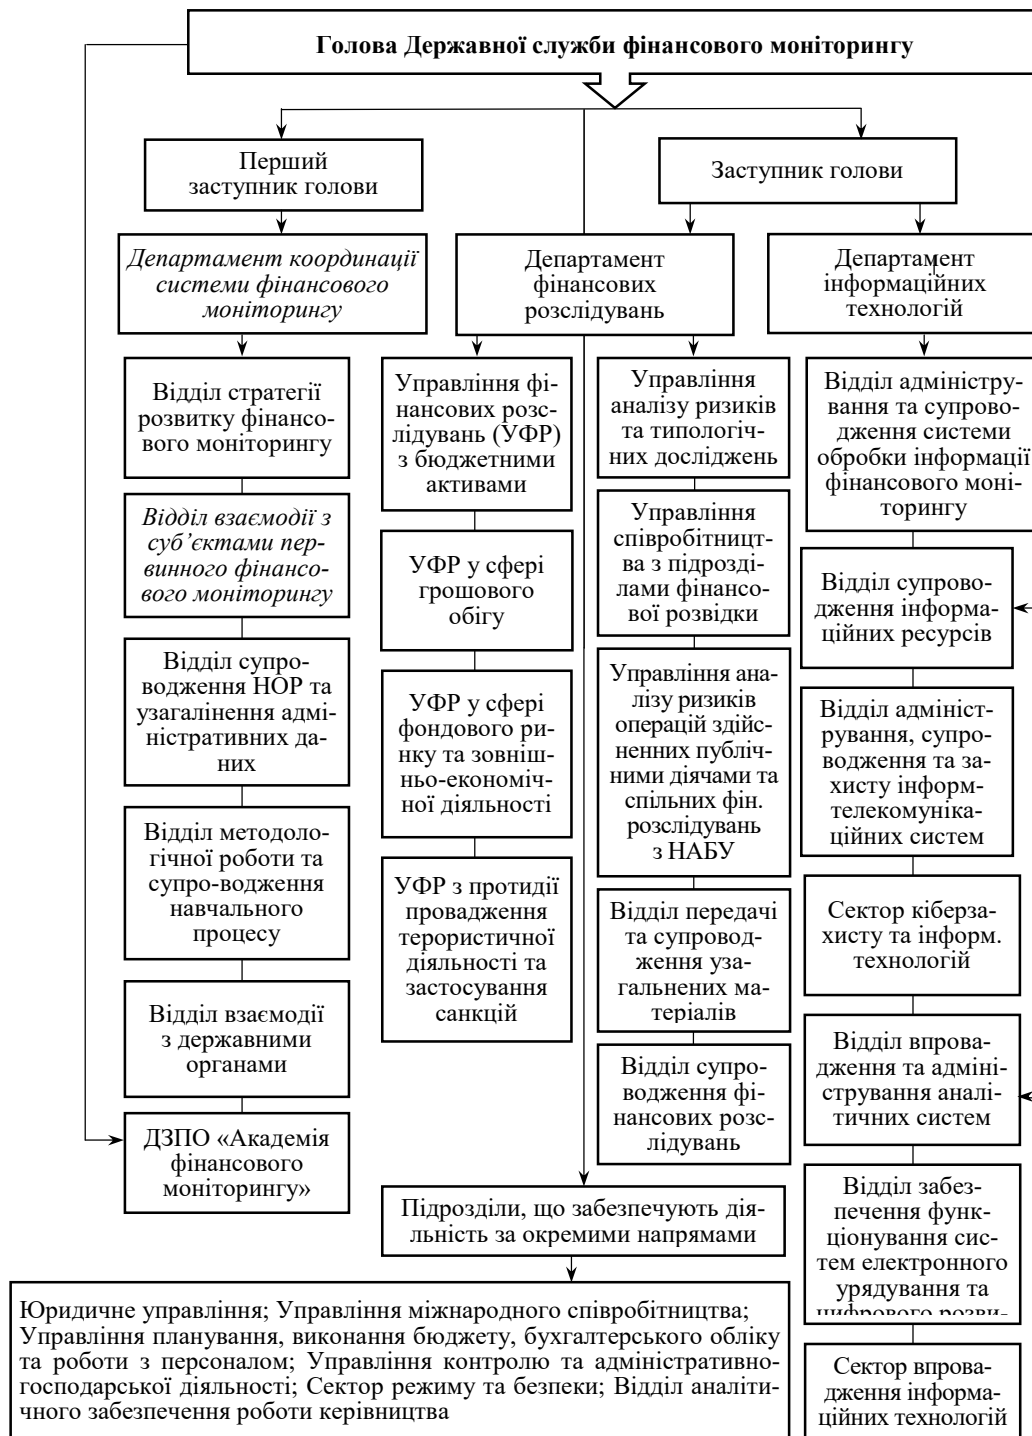 Голова Державної служби фінансового моніторингу
Перший
заступник голови
Заступник голови
Департамент координації
системи фінансового
моніторингу
Департамент
фінансових
розслідувань
Департамент
інформаційних
технологій
Відділ стратегії
розвитку фінансо-
вого моніторингу
Відділ взаємодії з
суб’єктами пер-
винного фінансо-
вого моніторингу
Відділ супро-
водження НОР та
узагалінення адмі-
ністративних да-
них
Відділ методоло-
гічної роботи та
супро-водження
навчального
процесу
Відділ взаємодії
з державними
органами
ДЗПО «Академія
фінансового
моніторингу»
Управління фі-
нансових розс-
лідувань (УФР)
з бюджетними
активами
УФР у сфері
грошового
обігу
УФР у сфері
фондового ри-
нку та зовніш-
ньо-економіч-
ної діяльності
УФР з протидії
провадження
терористичної
діяльності та
застосування
санкцій
Управління
аналізу ризиків
та типологіч-
них досліджень
Управління
співробітницт-
ва з підрозді-
лами фінансо-
вої розвідки
Управління ана-
лізу ризиків
операцій здійс-
ненних публіч-
ними діячами та
спільних фін.
розслідувань
з НАБУ
Відділ передачі
та супровод-
ження уза-
гальнених ма-
теріалів
Відділ супро-
водження фі-
нансових розс-
лідувань
Відділ адміністру-
вання та супрово-
дження системи
обробки інформації
фінансового моні-
торингу
Відділ супрово-
дження інформа-
ційних ресурсів
Відділ адмініст-
рування, супро-
водження та за-
хисту інформ-
телекомуніка-
ційних систем
Сектор кіберза-
хисту та інформ.
технологій
Відділ впрова-
дження та адміні-
стрування аналі-
тичних систем
Відділ забез-
печення функ-
ціонування сис-
тем електронного
урядування та
цифрового розви-
Сектор впрова-
дження інформа-
ційних технологій
Підрозділи, що забезпечують дія-
льність за окремими напрямами
Юридичне управління; Управління міжнародного співробітництва;
Управління планування, виконання бюджету, бухгалтерського обліку
та роботи з персоналом; Управління контролю та адміністративно-
господарської діяльності; Сектор режиму та безпеки; Відділ аналіти-
чного забезпечення роботи керівництва